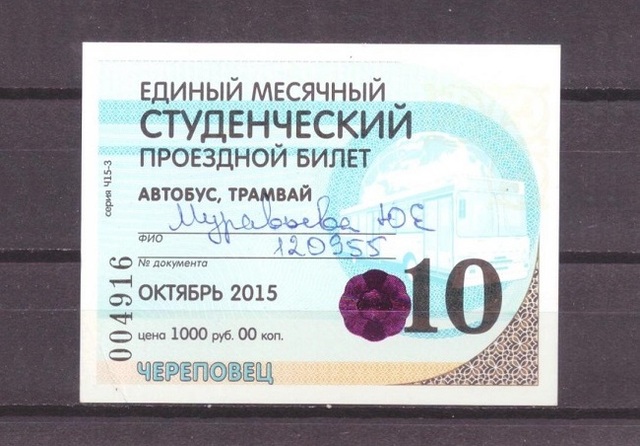 ЕДИНЫЙ МЕСЯЧНЫЙ
СТУДЕНЧЕСКИЙ
ПРОЕЗДНОЙ БИЛЕТ
АВТОБУС, ТРАМВАЙ
Муравьева Ю Е
ФИО
120955
№ документа
ОКТЯБРЬ 2015
10
цена 1000 руб. 00 коп.
ЧЕРЕПОВЕЦ
серия Ч15-3
004916